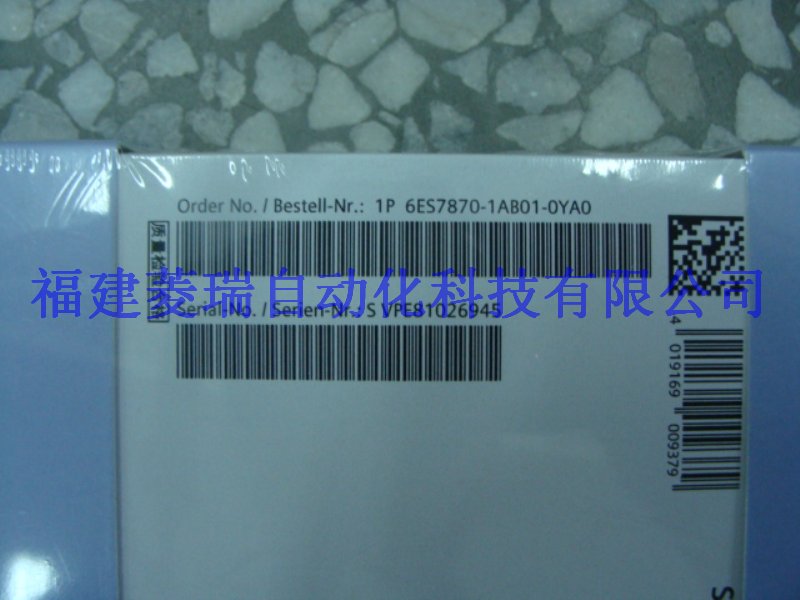 Order No. / Bestell-Nr.: 1P 6ES7870-1AB01-0YA0
福建菱瑞自动化科技有限公司
Serial-No. / Serien-Nr.: S VPE81026945
4 019169 009379
S